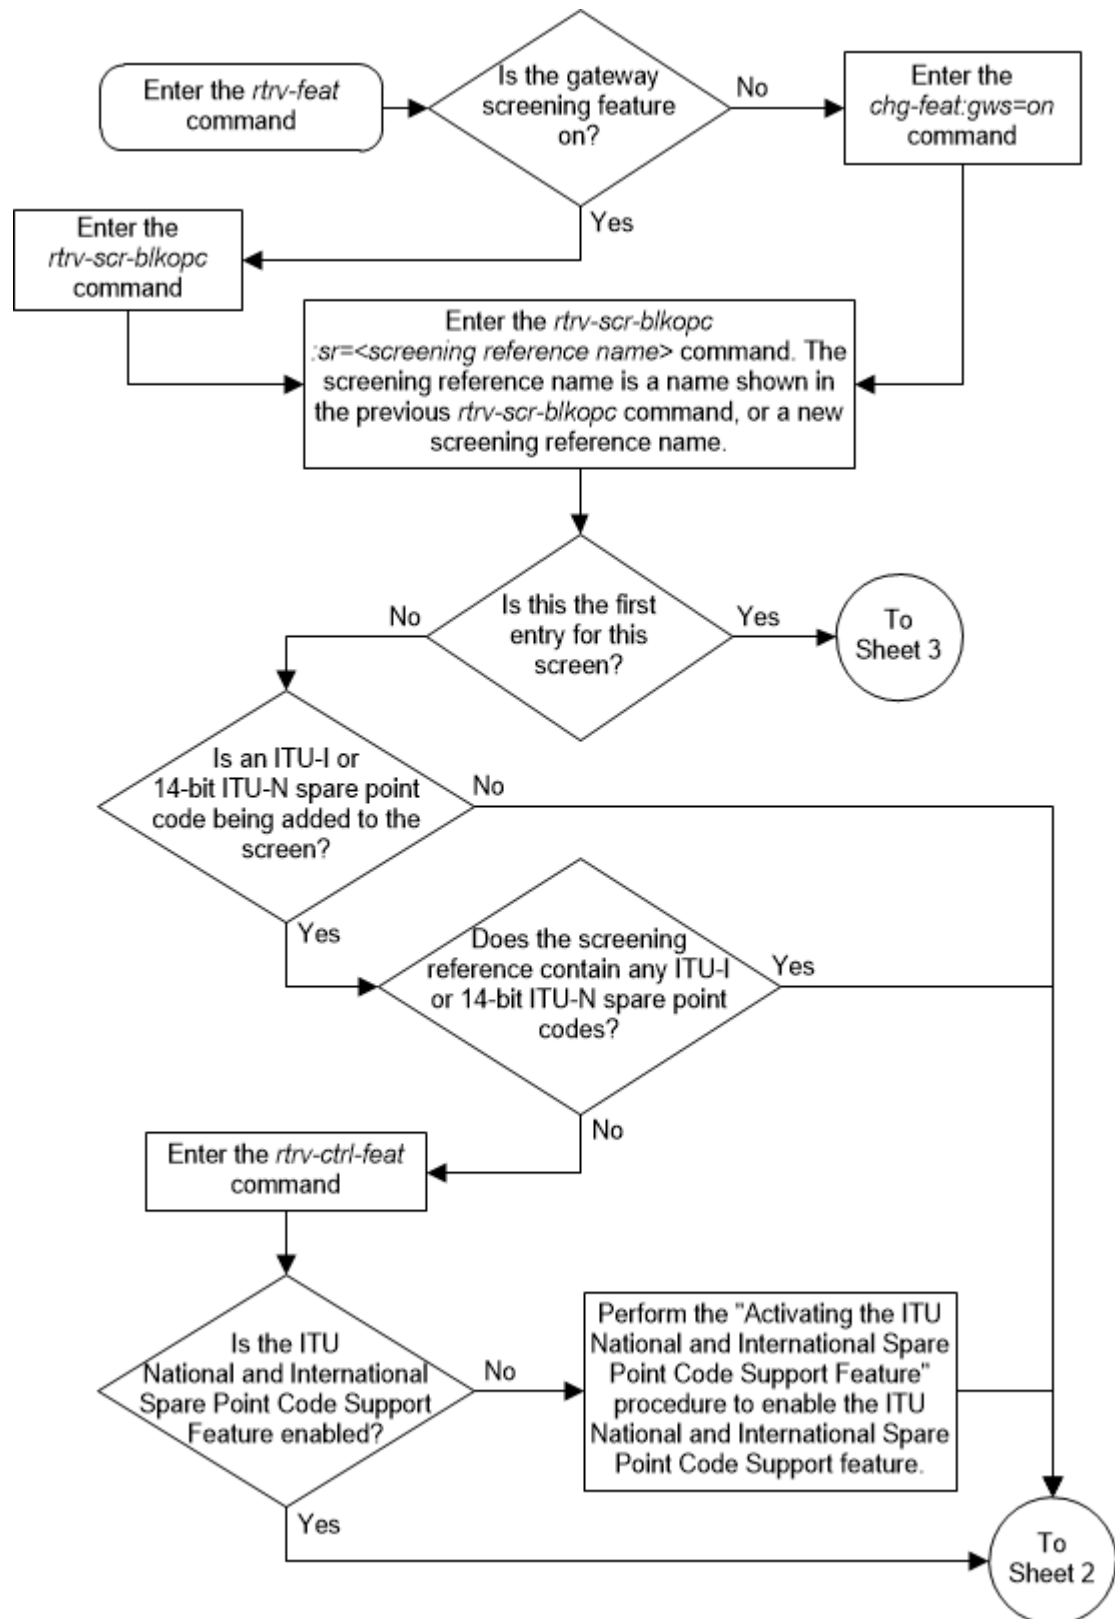 Enter the rtrv-feat
command
Is the gateway
screening feature
on?
No
Enter the
chg-feat:gws=on
command
Yes
Enter the
rtrv-scr-blkopc
command
Enter the rtrv-scr-blkopc
:sr=<screening reference name> command. The
screening reference name is a name shown in
the previous rtrv-scr-blkopc command, or a new
screening reference name.
Is this the first
entry for this
screen?
No
Yes
To
Sheet 3
Is an ITU-I or
14-bit ITU-N spare point
code being added to the
screen?
No
Yes
Does the screening
reference contain any ITU-I
or 14-bit ITU-N spare point
codes?
Yes
No
Enter the rtrv-ctrl-feat
command
Is the ITU
National and International
Spare Point Code Support
Feature enabled?
No
Perform the "Activating the ITU
National and International Spare
Point Code Support Feature"
procedure to enable the ITU
National and International Spare
Point Code Support feature.
Yes
To
Sheet 2